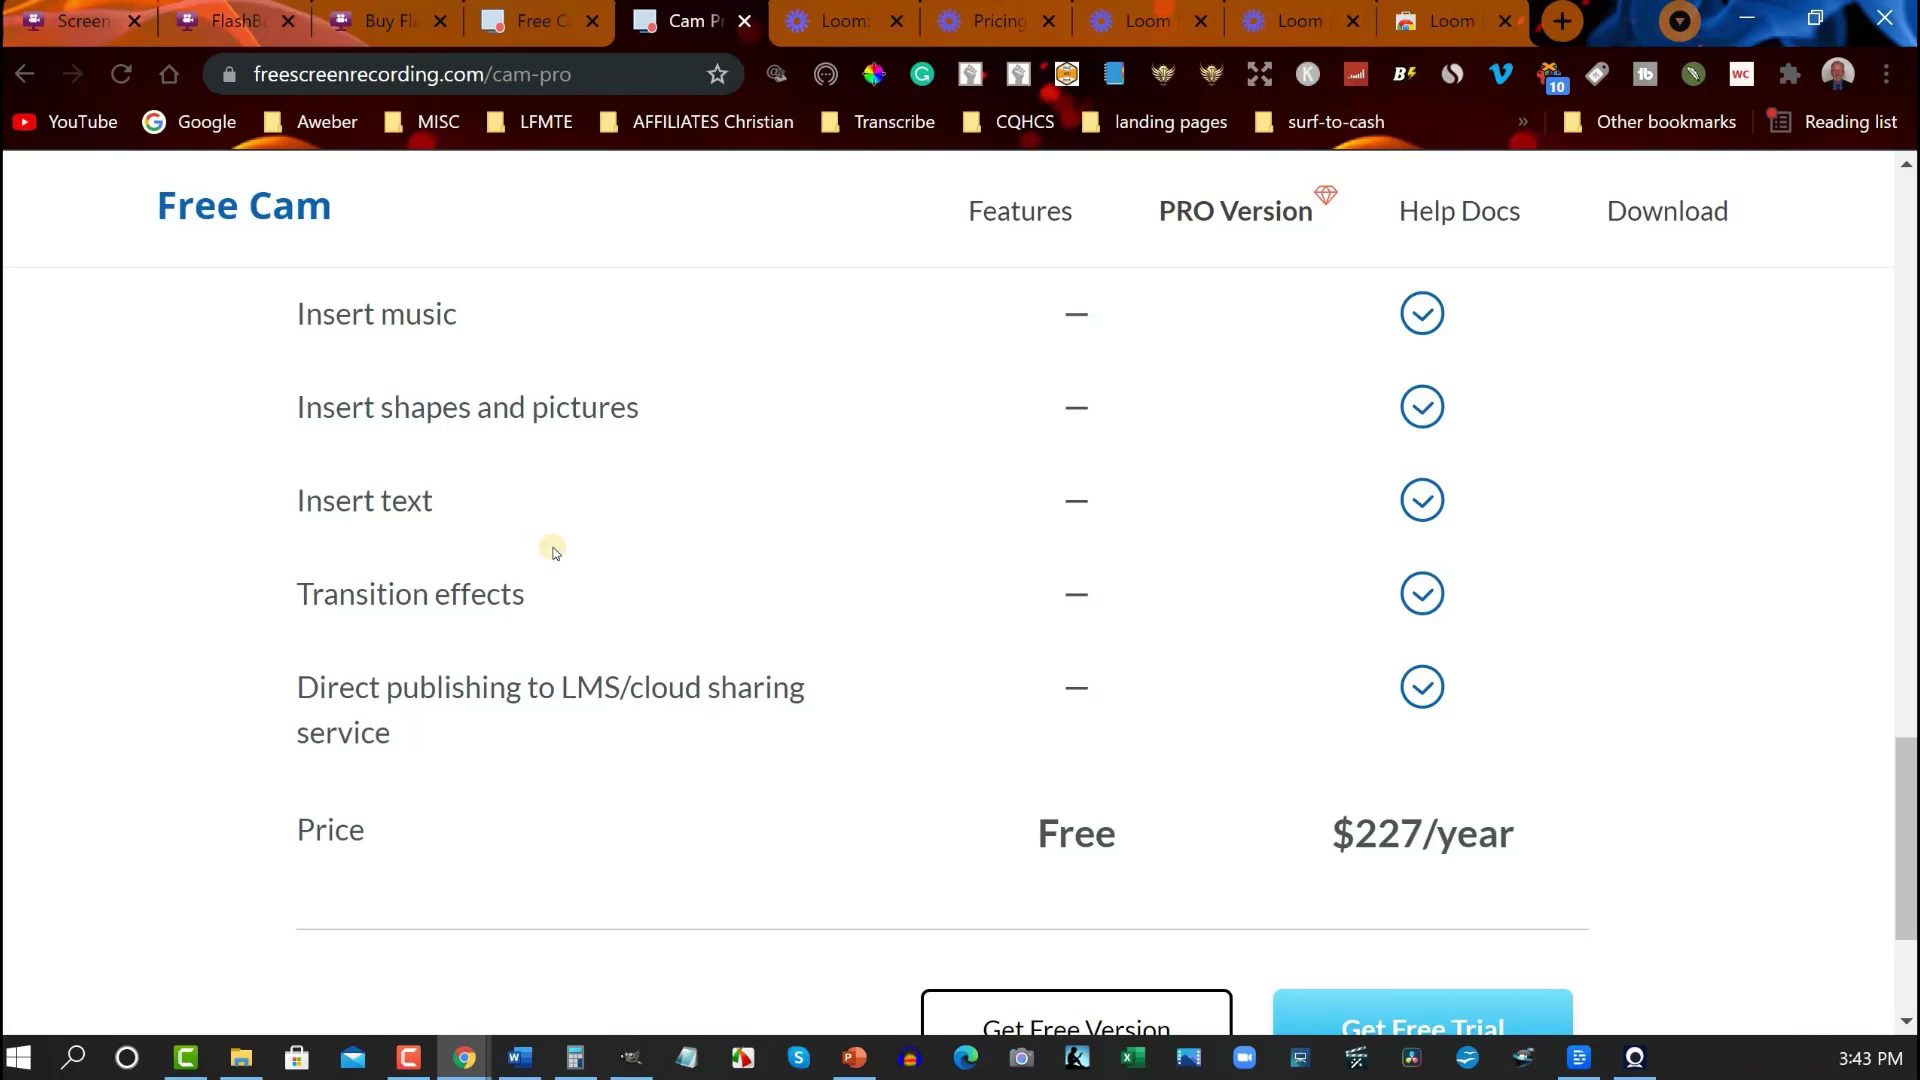 Screen
FlashB
Buy Fl
Free C
Cam Pr
Loom:
Pricing
Loom
Loom
Loom
freescreenrecording.com/cam-pro
10
WC
YouTube
Google
Aweber
MISC
LFMTE
AFFILIATES Christian
Transcribe
CQHCS
landing pages
surf-to-cash
»
Other bookmarks
Reading list
Free Cam
Features
PRO Version
Help Docs
Download
Insert music
Insert shapes and pictures
Insert text
Transition effects
Direct publishing to LMS/cloud sharing
service
Price
Free
$227/year
Get Free Version
Get Free Trial
3:43 PM